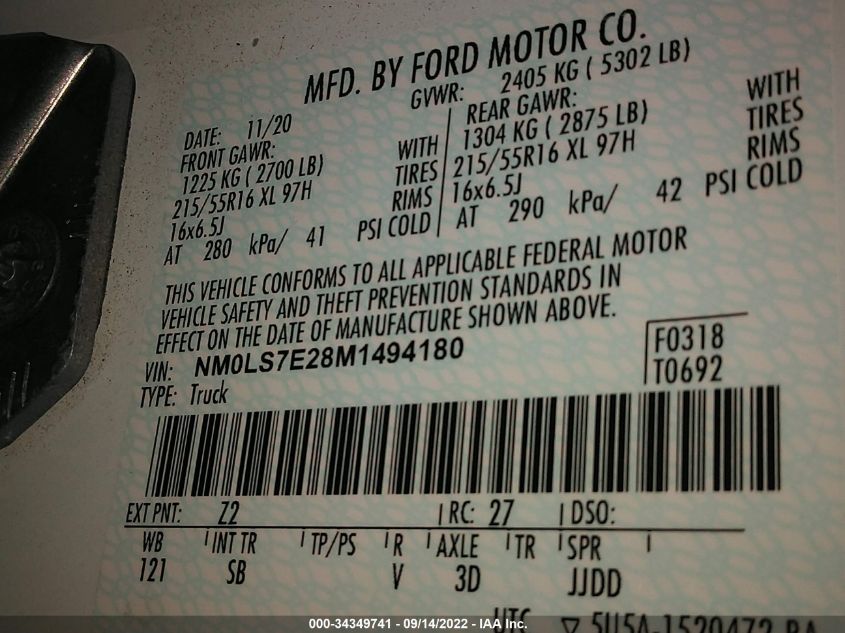 MFD. BY FORD MOTOR CO.
DATE: 11/20 GVWR: 2405 KG ( 5302 LB)
FRONT GAWR: REAR GAWR:
1225 KG ( 2700 LB) WITH 1304 KG ( 2875 LB) WITH
215/55R16 XL 97H TIRES 215/55R16 XL 97H TIRES
16x6.5J RIMS 16x6.5J RIMS
AT 280 kPa/ 41 PSI COLD AT 290 kPa/ 42 PSI COLD
THIS VEHICLE CONFORMS TO ALL APPLICABLE FEDERAL MOTOR
VEHICLE SAFETY AND THEFT PREVENTION STANDARDS IN
EFFECT ON THE DATE OF MANUFACTURE SHOWN ABOVE.
VIN: NM0LS7E28M1494180 F0318
TYPE: Truck T0692
EXT PNT: Z2 RC: 27 DSO:
WB INT TR TP/PS R AXLE TR SPR
121 SB V 3D JJDD
UTC ▽ 5U5A-1520472-BA
000-34349741 - 09/14/2022 - IAA Inc.